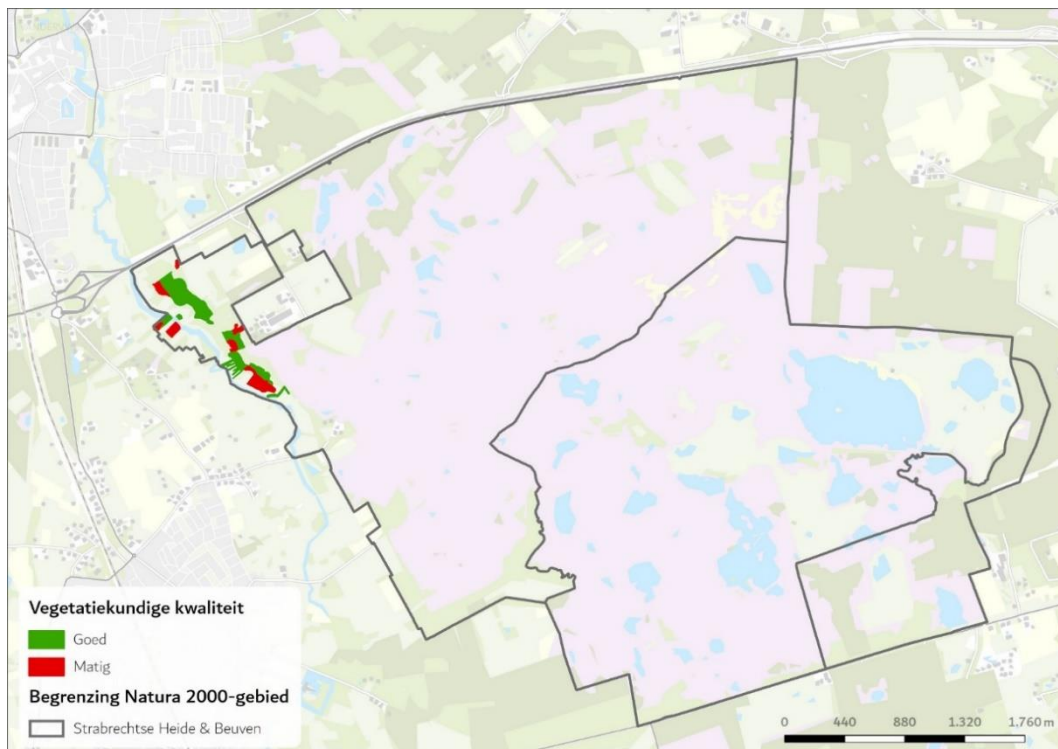 Vegetatiekundige kwaliteit
Goed
Matig
Begrenzing Natura 2000-gebied
Strabrechtse Heide & Beuven
0 440 880 1.320 1.760 m